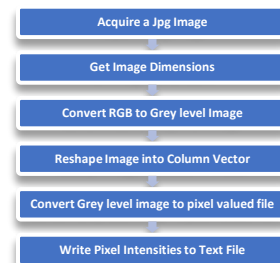 Acquire a Jpg Image
Get Image Dimensions
Convert RGB to Grey level Image
Reshape Image into Column Vector
Convert Grey level image to pixel valued file
Write Pixel Intensities to Text File